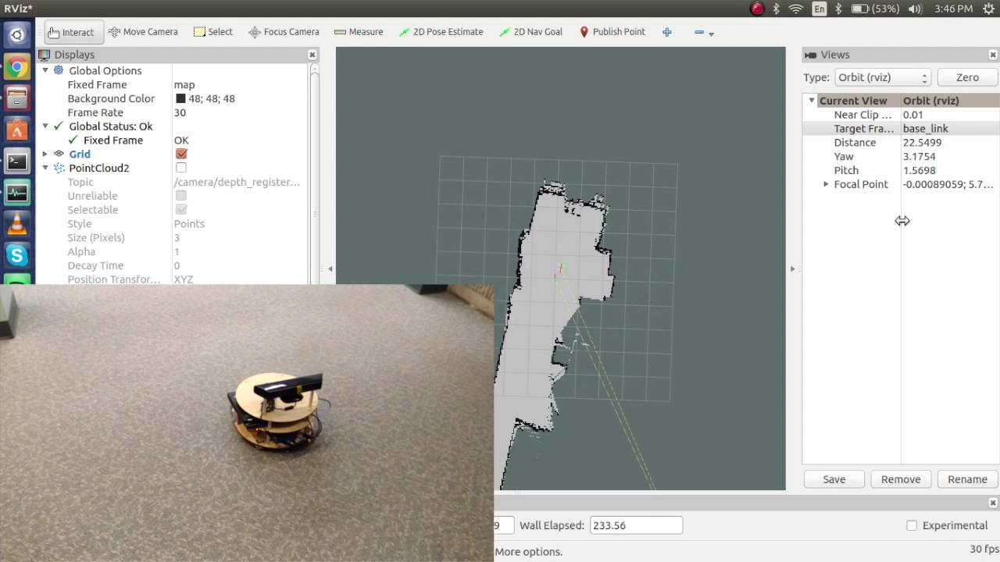 RViz*
En
(53%)
3:46 PM
Interact
Move Camera
Select
Focus Camera
Measure
2D Pose Estimate
2D Nav Goal
Publish Point
Displays
Global Options
Fixed Frame map
Background Color 48; 48; 48
Frame Rate 30
Global Status: Ok
Fixed Frame OK
Grid
PointCloud2
Topic /camera/depth_register...
Unreliable
Selectable
Style Points
Size (Pixels) 3
Alpha 1
Decay Time 0
Position Transfor... XYZ
Views
Type: Orbit (rviz) Zero
Current View Orbit (rviz)
Near Clip ... 0.01
Target Fra... base_link
Distance 22.5499
Yaw 3.1754
Pitch 1.5698
Focal Point -0.00089059; 5.7...
Save Remove Rename
9 Wall Elapsed: 233.56 Experimental
More options. 30 fps